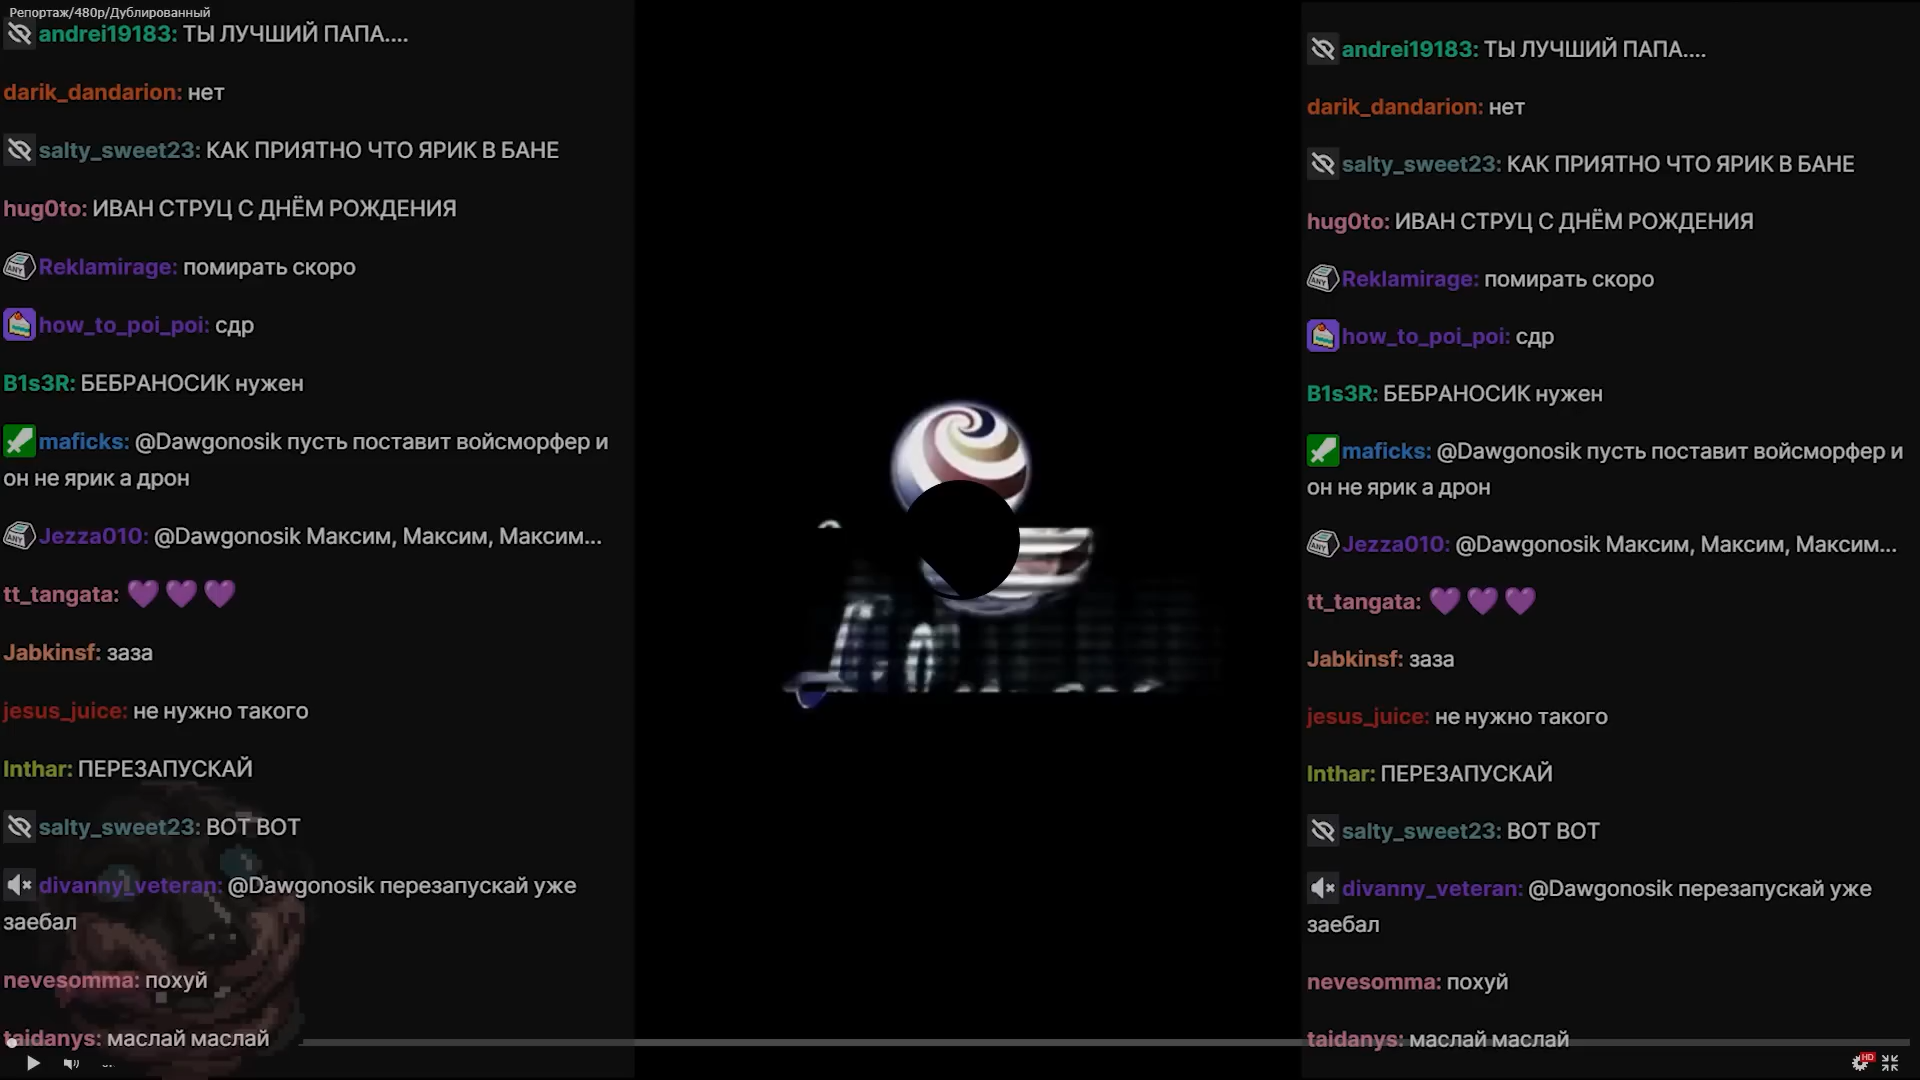 Репортаж/480p/Дублированный
andrei19183: ТЫ ЛУЧШИЙ ПАПА....
darik_dandarion: нет
salty_sweet23: КАК ПРИЯТНО ЧТО ЯРИК В БАНЕ
hug0to: ИВАН СТРУЦ С ДНЁМ РОЖДЕНИЯ
ANY Reklamirage: помирать скоро
how_to_poi_poi: сдр
B1s3R: БЕБРАНОСИК нужен
maficks: @Dawgonosik пусть поставит войсморфер и
он не ярик а дрон
ANY Jezza010: @Dawgonosik Максим, Максим, Максим...
tt_tangata: 💜 💜 💜
Jabkinsf: заза
jesus_juice: не нужно такого
Inthar: ПЕРЕЗАПУСКАЙ
salty_sweet23: ВОТ ВОТ
divanny_veteran: @Dawgonosik перезапускай уже
заебал
nevesomma: похуй
taidanys: маслай маслай
andrei19183: ТЫ ЛУЧШИЙ ПАПА....
darik_dandarion: нет
salty_sweet23: КАК ПРИЯТНО ЧТО ЯРИК В БАНЕ
hug0to: ИВАН СТРУЦ С ДНЁМ РОЖДЕНИЯ
ANY Reklamirage: помирать скоро
how_to_poi_poi: сдр
B1s3R: БЕБРАНОСИК нужен
maficks: @Dawgonosik пусть поставит войсморфер и
он не ярик а дрон
ANY Jezza010: @Dawgonosik Максим, Максим, Максим...
tt_tangata: 💜 💜 💜
Jabkinsf: заза
jesus_juice: не нужно такого
Inthar: ПЕРЕЗАПУСКАЙ
salty_sweet23: ВОТ ВОТ
divanny_veteran: @Dawgonosik перезапускай уже
заебал
nevesomma: похуй
taidanys: маслай маслай
HD